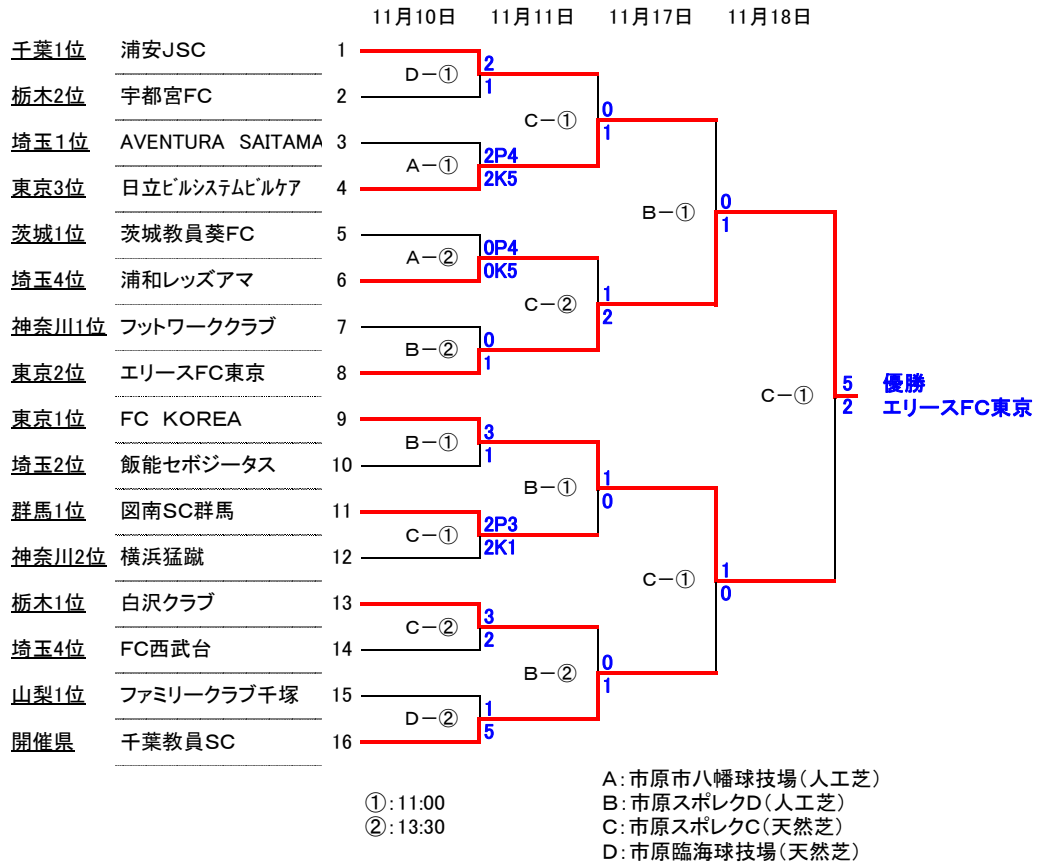 11月10日 11月11日 11月17日 11月18日
千葉1位 浦安JSC 1
D－① 2
1
栃木2位 宇都宮FC 2
C－① 0
1
埼玉1位 AVENTURA SAITAMA 3
A－① 2P4
2K5
東京3位 日立ビルシステムビルケア 4
B－① 0
1
茨城1位 茨城教員葵FC 5
A－② 0P4
0K5
埼玉4位 浦和レッズアマ 6
C－② 1
2
神奈川1位 フットワーククラブ 7
B－② 0
1
東京2位 エリースFC東京 8
C－① 5 優勝
2 エリースFC東京
東京1位 FC KOREA 9
B－① 3
1
埼玉2位 飯能セボジータス 10
B－① 1
0
群馬1位 図南SC群馬 11
C－① 2P3
2K1
神奈川2位 横浜猛蹴 12
C－① 1
0
栃木1位 白沢クラブ 13
C－② 3
2
埼玉4位 FC西武台 14
B－② 0
1
山梨1位 ファミリークラブ千塚 15
D－② 1
5
開催県 千葉教員SC 16
①:11:00
②:13:30
A:市原市八幡球技場(人工芝)
B:市原スポレクD(人工芝)
C:市原スポレクC(天然芝)
D:市原臨海球技場(天然芝)